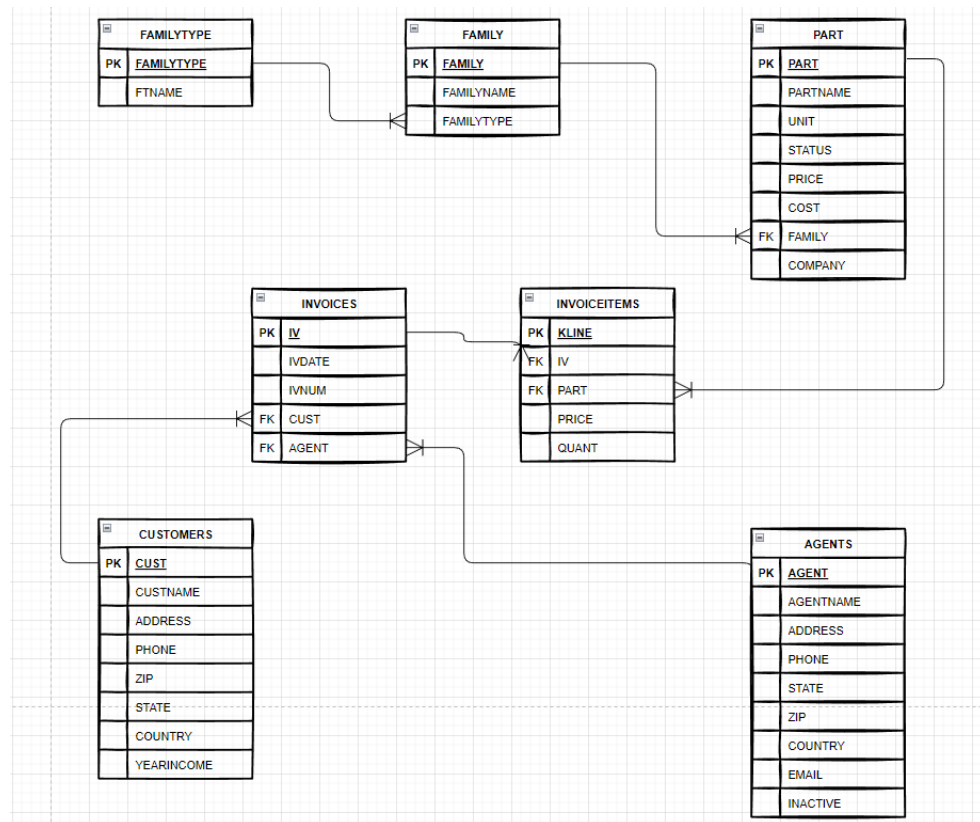 FAMILYTYPE
PK FAMILYTYPE
FTNAME
FAMILY
PK FAMILY
FAMILYNAME
FAMILYTYPE
PART
PK PART
PARTNAME
UNIT
STATUS
PRICE
COST
FK FAMILY
COMPANY
INVOICES
PK IV
IVDATE
IVNUM
FK CUST
FK AGENT
INVOICEITEMS
PK KLINE
FK IV
FK PART
PRICE
QUANT
CUSTOMERS
PK CUST
CUSTNAME
ADDRESS
PHONE
ZIP
STATE
COUNTRY
YEARINCOME
AGENTS
PK AGENT
AGENTNAME
ADDRESS
PHONE
STATE
ZIP
COUNTRY
EMAIL
INACTIVE